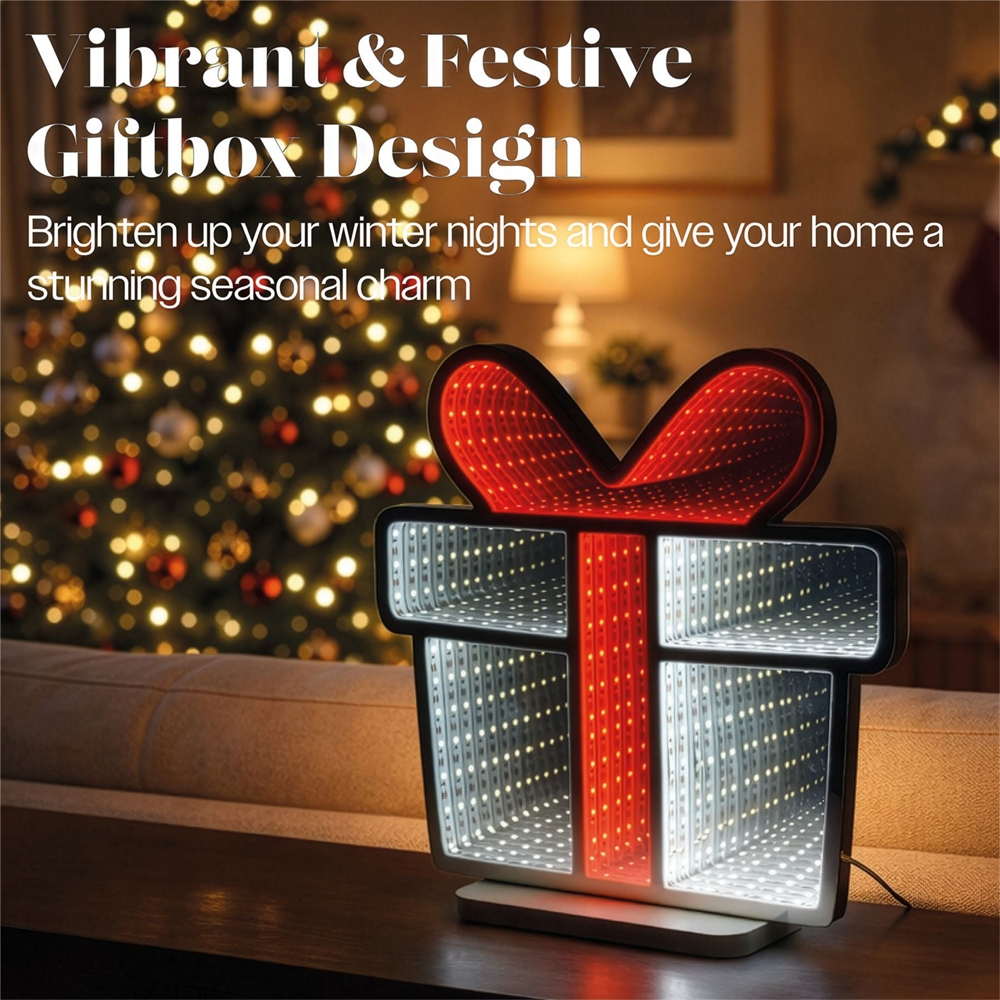 Vibrant & Festive
Giftbox Design
Brighten up your winter nights and give your home a
stunning seasonal charm